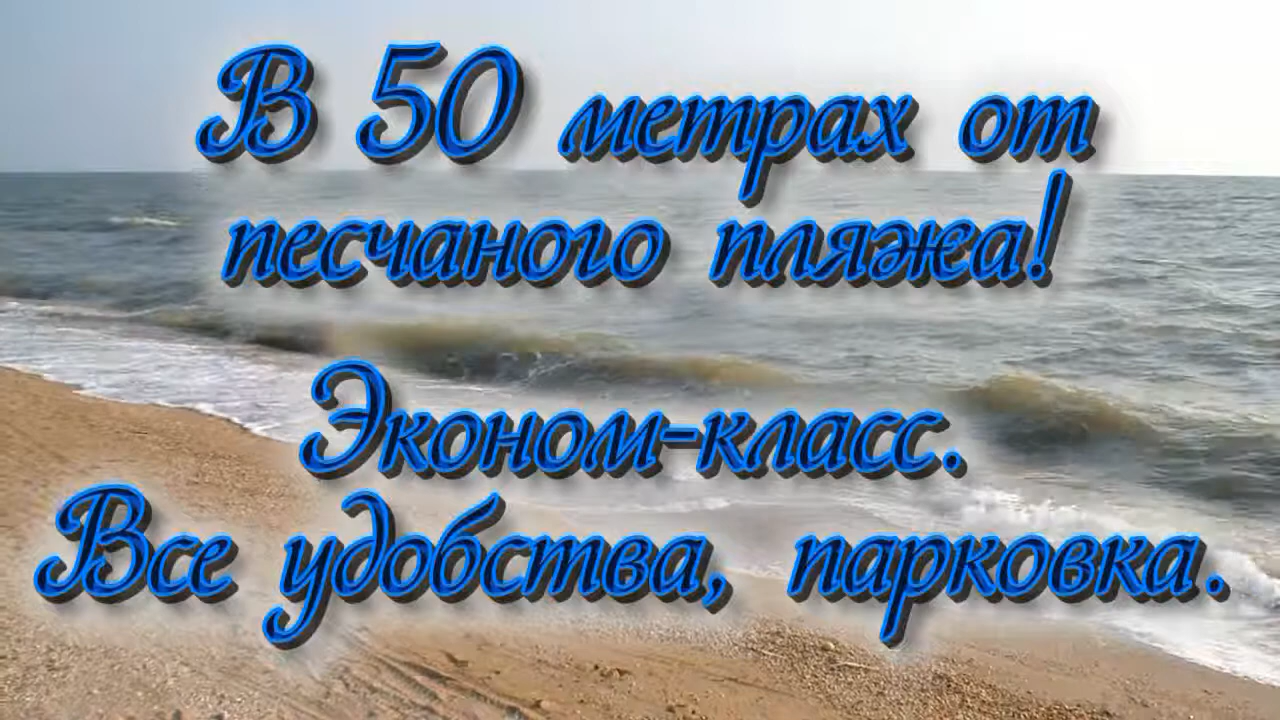 В 50 метрах от
песчаного пляжа!
Эконом-класс.
Все удобства, парковка.